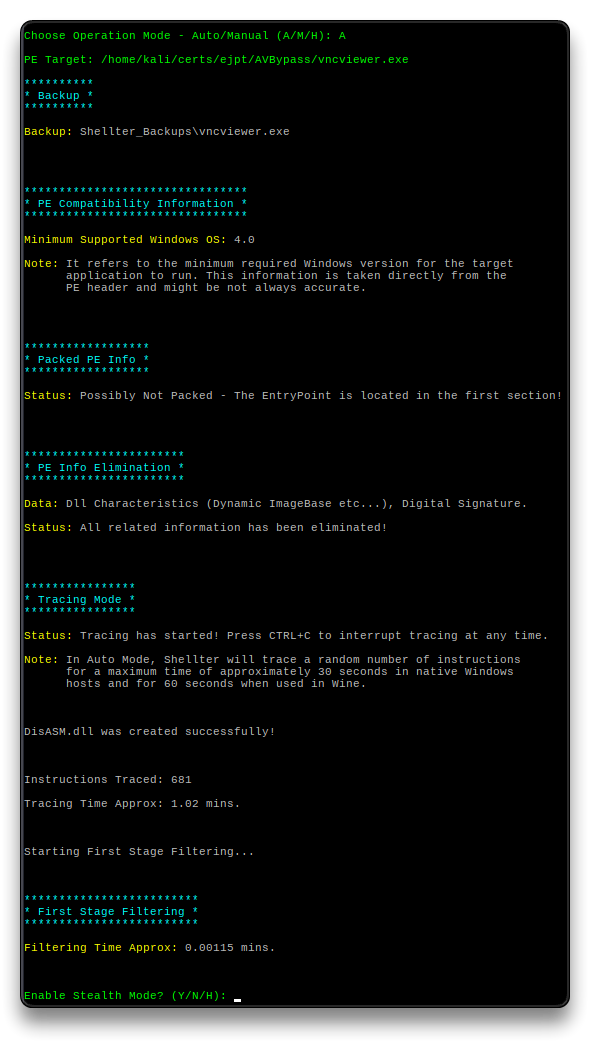 Choose Operation Mode - Auto/Manual (A/M/H): A
PE Target: /home/kali/certs/ejpt/AVBypass/vncviewer.exe
**********
* Backup *
**********
Backup: Shellter_Backups\vncviewer.exe
********************************
* PE Compatibility Information *
********************************
Minimum Supported Windows OS: 4.0
Note: It refers to the minimum required Windows version for the target
application to run. This information is taken directly from the
PE header and might be not always accurate.
******************
* Packed PE Info *
******************
Status: Possibly Not Packed - The EntryPoint is located in the first section!
***********************
* PE Info Elimination *
***********************
Data: Dll Characteristics (Dynamic ImageBase etc...), Digital Signature.
Status: All related information has been eliminated!
****************
* Tracing Mode *
****************
Status: Tracing has started! Press CTRL+C to interrupt tracing at any time.
Note: In Auto Mode, Shellter will trace a random number of instructions
for a maximum time of approximately 30 seconds in native Windows
hosts and for 60 seconds when used in Wine.
DisASM.dll was created successfully!
Instructions Traced: 681
Tracing Time Approx: 1.02 mins.
Starting First Stage Filtering...
*************************
* First Stage Filtering *
*************************
Filtering Time Approx: 0.00115 mins.
Enable Stealth Mode? (Y/N/H):